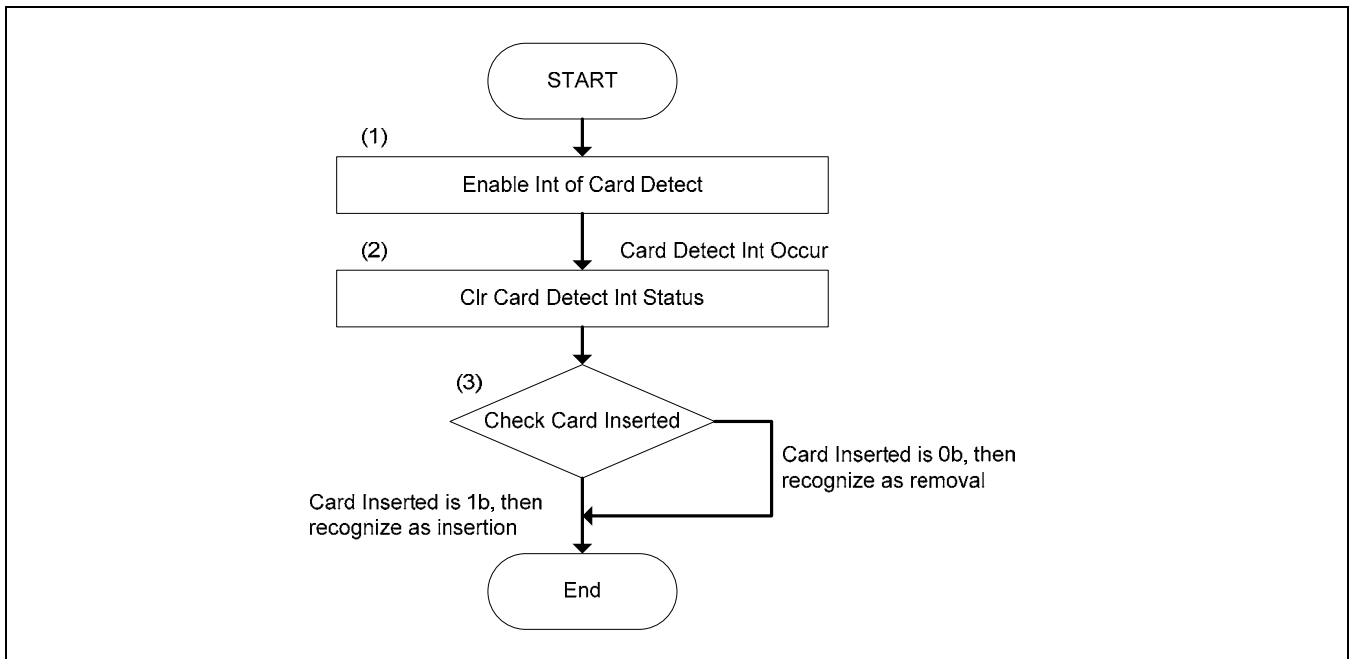 START
(1)
Enable Int of Card Detect
Card Detect Int Occur
(2)
Clr Card Detect Int Status
(3)
Check Card Inserted
Card Inserted is 0b, then
recognize as removal
Card Inserted is 1b, then
recognize as insertion
End